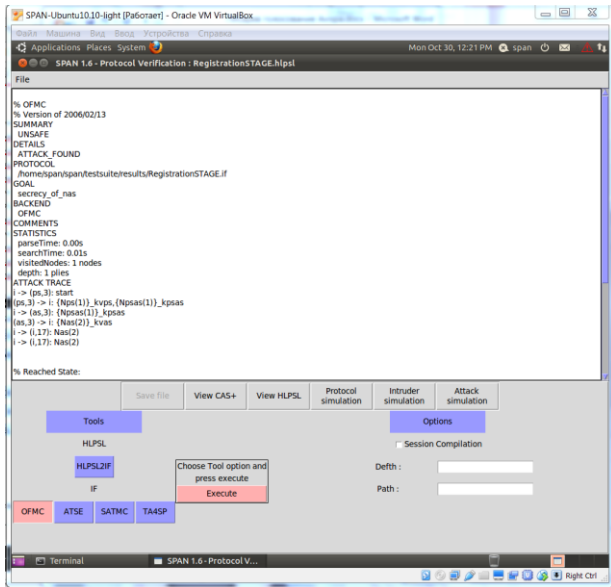 SPAN-Ubuntu10.10-light [Работает] - Oracle VM VirtualBox
Файл Машина Вид Ввод Устройства Справка
Applications Places System Mon Oct 30, 12:21 PM span
SPAN 1.6 - Protocol Verification : RegistrationSTAGE.hlpsl
File
% OFMC
% Version of 2006/02/13
SUMMARY
UNSAFE
DETAILS
ATTACK_FOUND
PROTOCOL
/home/span/span/testsuite/results/RegistrationSTAGE.if
GOAL
secrecy_of_nas
BACKEND
OFMC
COMMENTS
STATISTICS
parseTime: 0.00s
searchTime: 0.01s
visitedNodes: 1 nodes
depth: 1 plies
ATTACK TRACE
i -> (ps,3): start
(ps,3) -> i: {Nps(1)}_kvps,{Npsas(1)}_kpsas
i -> (as,3): {Npsas(1)}_kpsas
(as,3) -> i: {Nas(2)}_kvas
i -> (i,17): Nas(2)
i -> (i,17): Nas(2)
% Reached State:
Save file View CAS+ View HLPSL Protocol simulation Intruder simulation Attack simulation
Tools Options
HLPSL Session Compilation
HLPSL2IF Choose Tool option and press execute Defth :
IF Execute Path :
OFMC ATSE SATMC TA4SP
Terminal SPAN 1.6 - Protocol V...
Right Ctrl